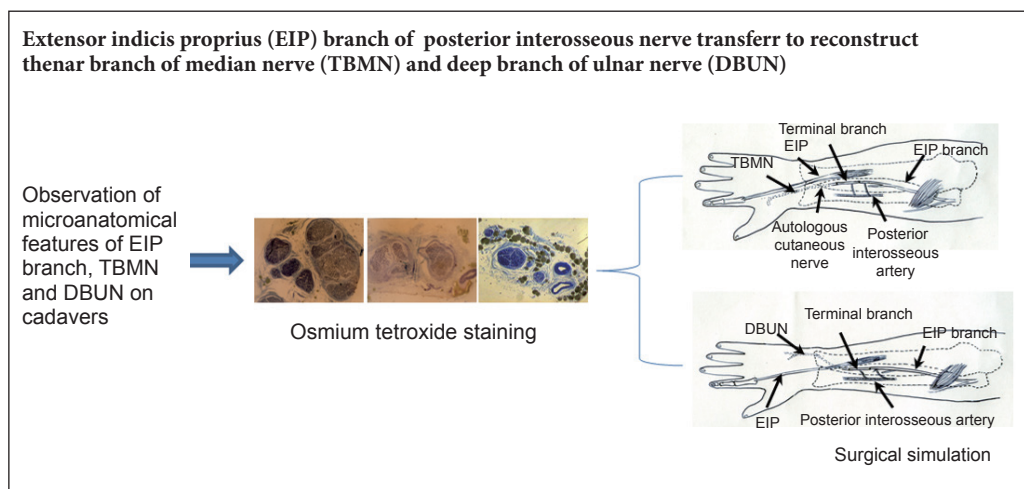 Extensor indicis proprius (EIP) branch of posterior interosseous nerve transferr to reconstruct
thenar branch of median nerve (TBMN) and deep branch of ulnar nerve (DBUN)
Observation of
microanatomical
features of EIP
branch, TBMN
and DBUN on
cadavers
Osmium tetroxide staining
Terminal branch
EIP
EIP branch
TBMN
Autologous
cutaneous
nerve
Posterior
interosseous
artery
Terminal branch
DBUN
EIP branch
EIP
Posterior interosseous artery
Surgical simulation